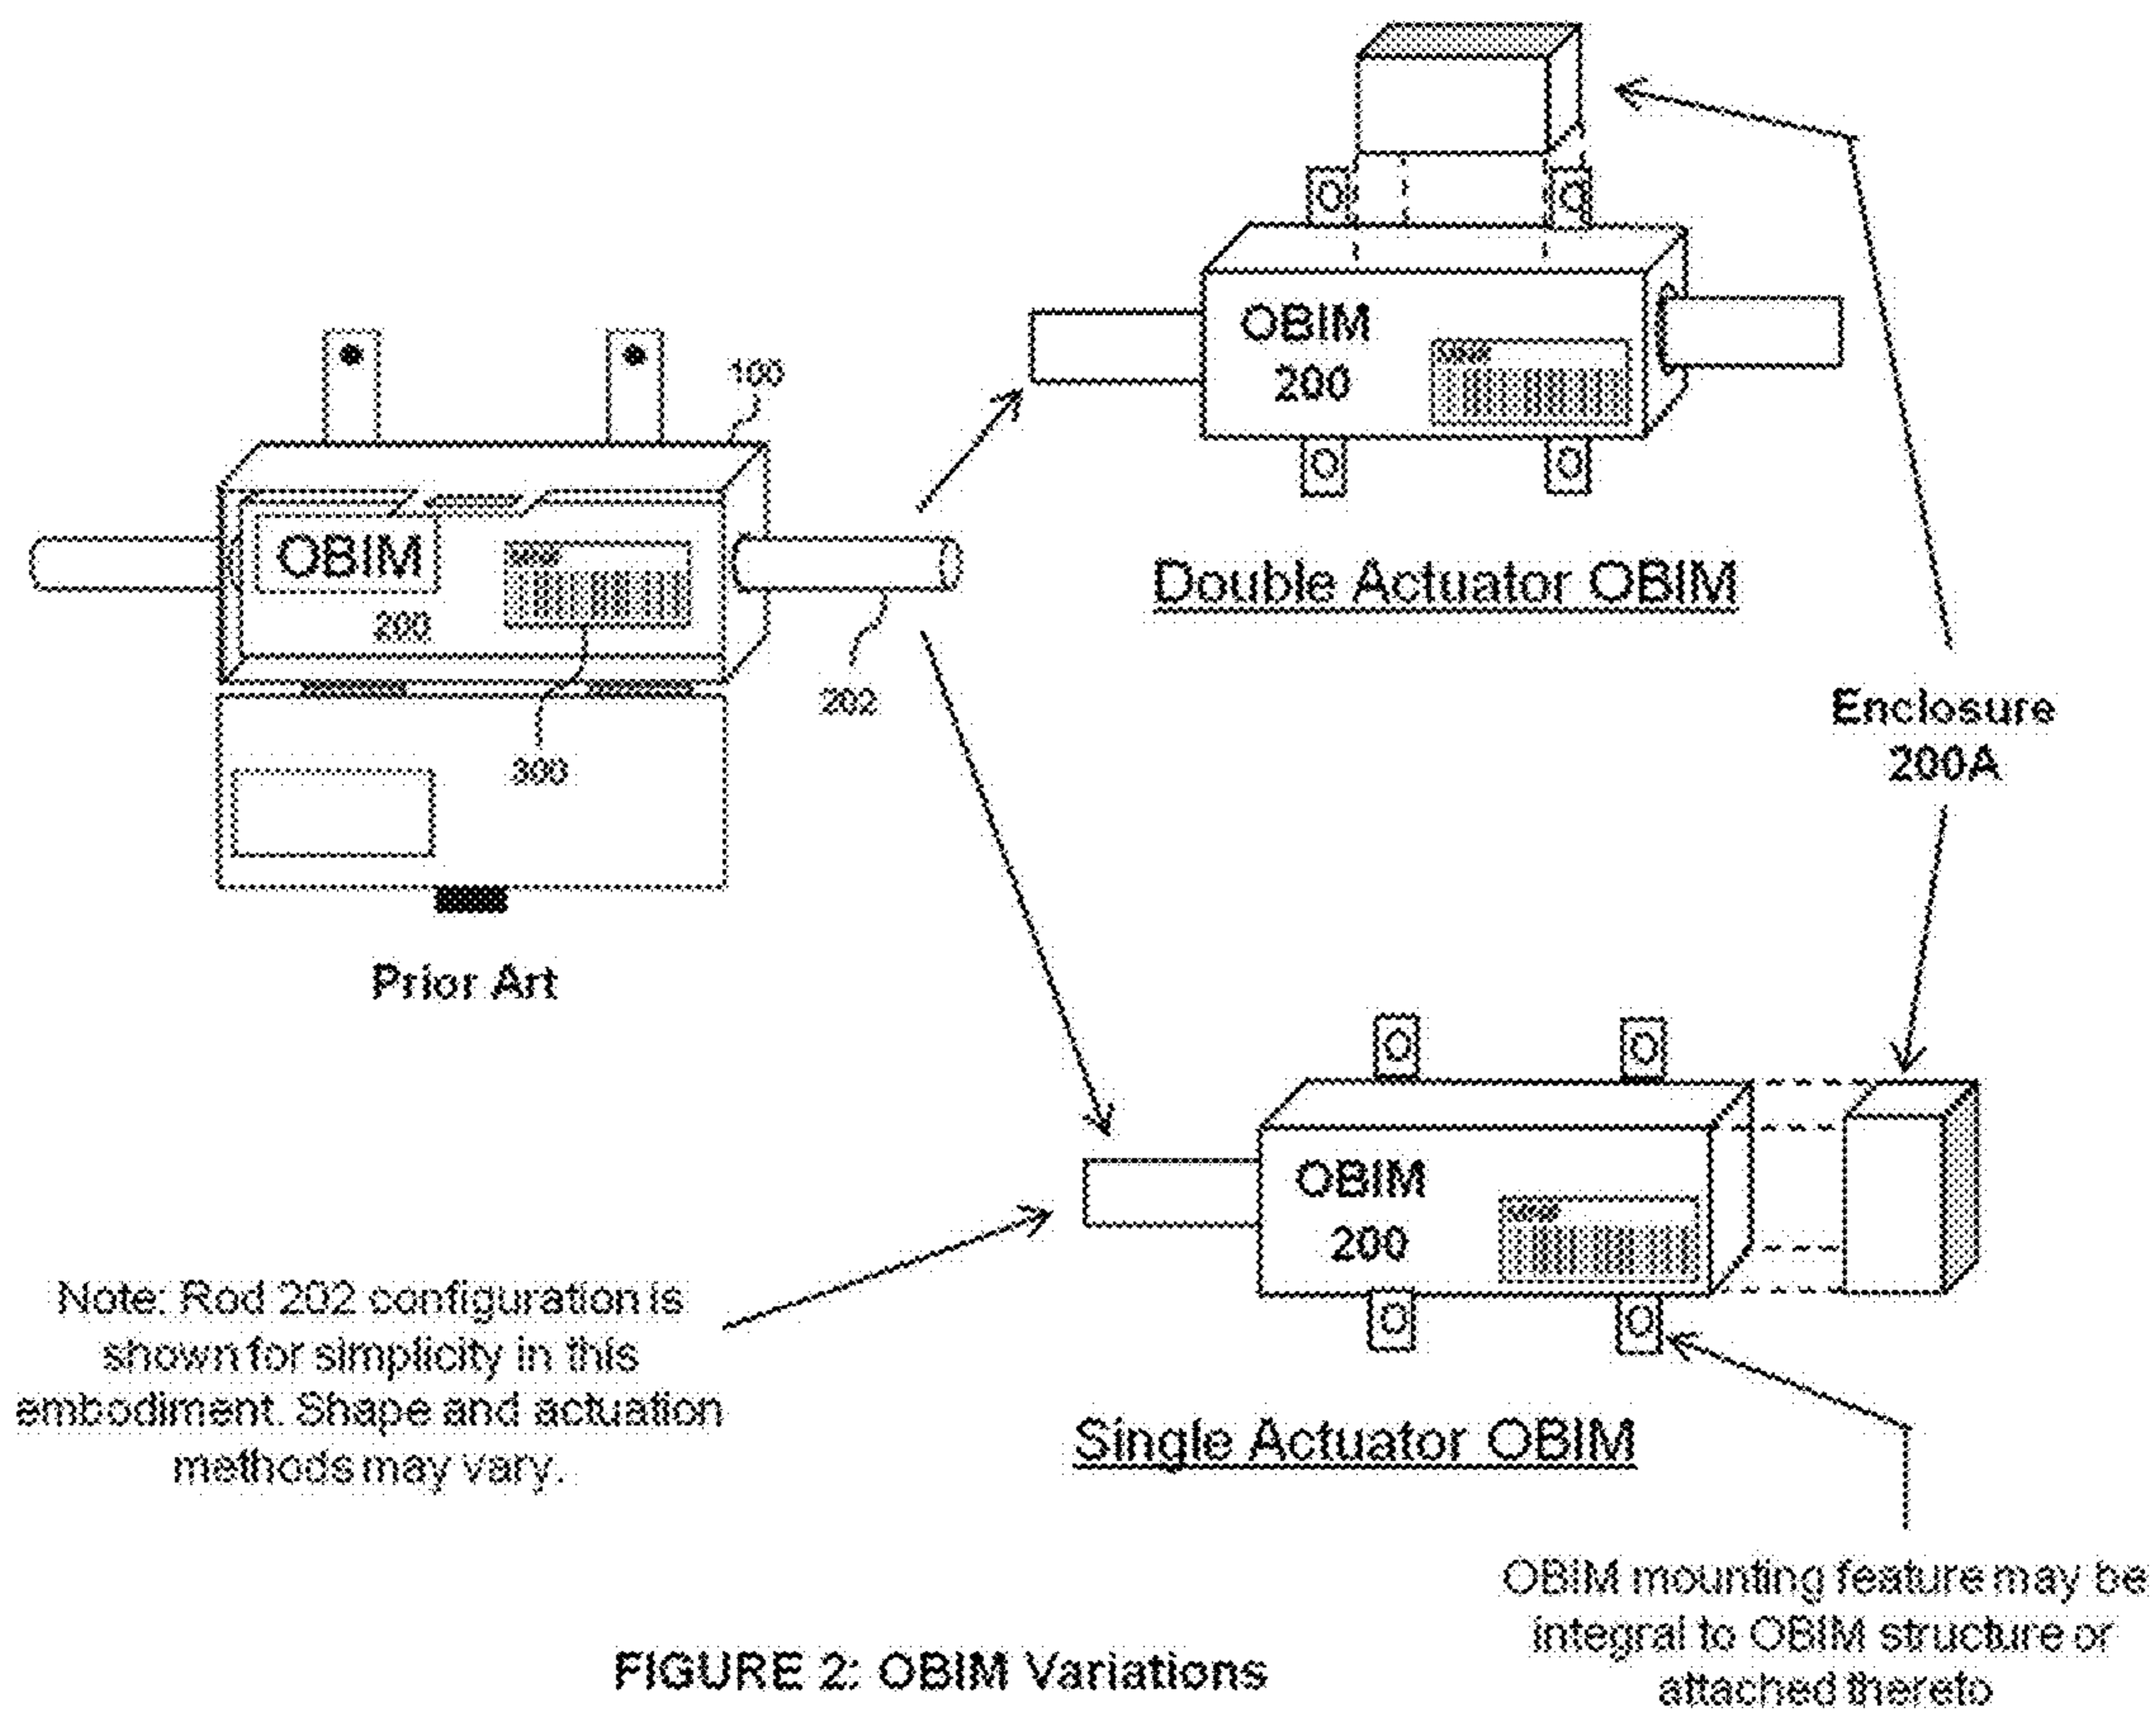 OBIM
200
100
OBIM
200
202
300
Prior Art
Double Actuator OBIM
Enclosure
200A
OBIM
200
Note: Rod 202 configuration is
shown for simplicity in this
embodiment. Shape and actuation
methods may vary.
Single Actuator OBIM
OBIM mounting feature may be
integral to OBIM structure or
attached thereto
FIGURE 2: OBIM Variations